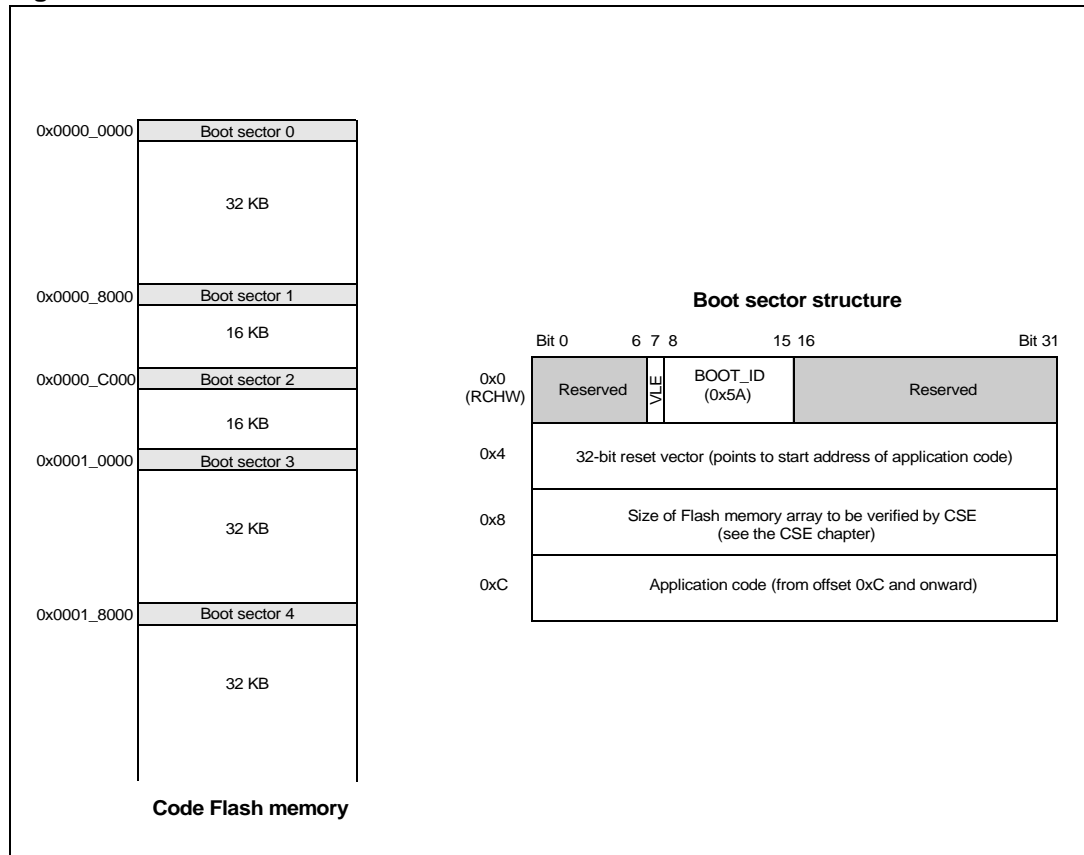 0x0000_0000
Boot sector 0
32 KB
0x0000_8000
Boot sector 1
16 KB
0x0000_C000
Boot sector 2
16 KB
0x0001_0000
Boot sector 3
32 KB
0x0001_8000
Boot sector 4
32 KB
Code Flash memory
Boot sector structure
Bit 0 6 7 8 15 16 Bit 31
0x0
(RCHW)
Reserved
VLE
BOOT_ID
(0x5A)
Reserved
0x4
32-bit reset vector (points to start address of application code)
0x8
Size of Flash memory array to be verified by CSE
(see the CSE chapter)
0xC
Application code (from offset 0xC and onward)